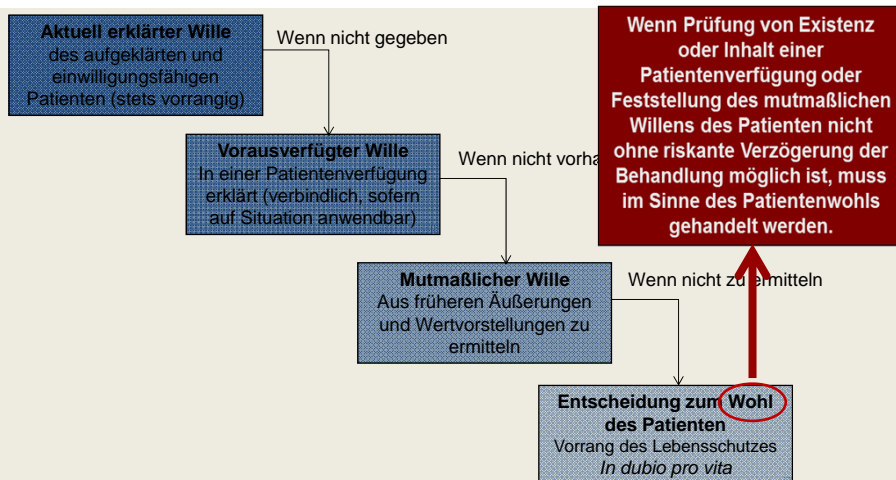 Aktuell erklärter Wille
des aufgeklärten und
einwilligungsfähigen
Patienten (stets vorrangig)
Wenn nicht gegeben
Vorausverfügter Wille
In einer Patientenverfügung
erklärt (verbindlich, sofern
auf Situation anwendbar)
Wenn nicht
Mutmaßlicher Wille
Aus früheren Äußerungen
und Wertvorstellungen zu
ermitteln
Wenn nicht zu ermitteln
Entscheidung zum Wohl
des Patienten
Vorrang des Lebensschutzes
In dubio pro vita
Wenn Prüfung von Existenz
oder Inhalt einer
Patientenverfügung oder
Feststellung des mutmaßlichen
Willens des Patienten nicht
ohne riskante Verzögerung der
Behandlung möglich ist, muss
im Sinne des Patientenwohls
gehandelt werden.